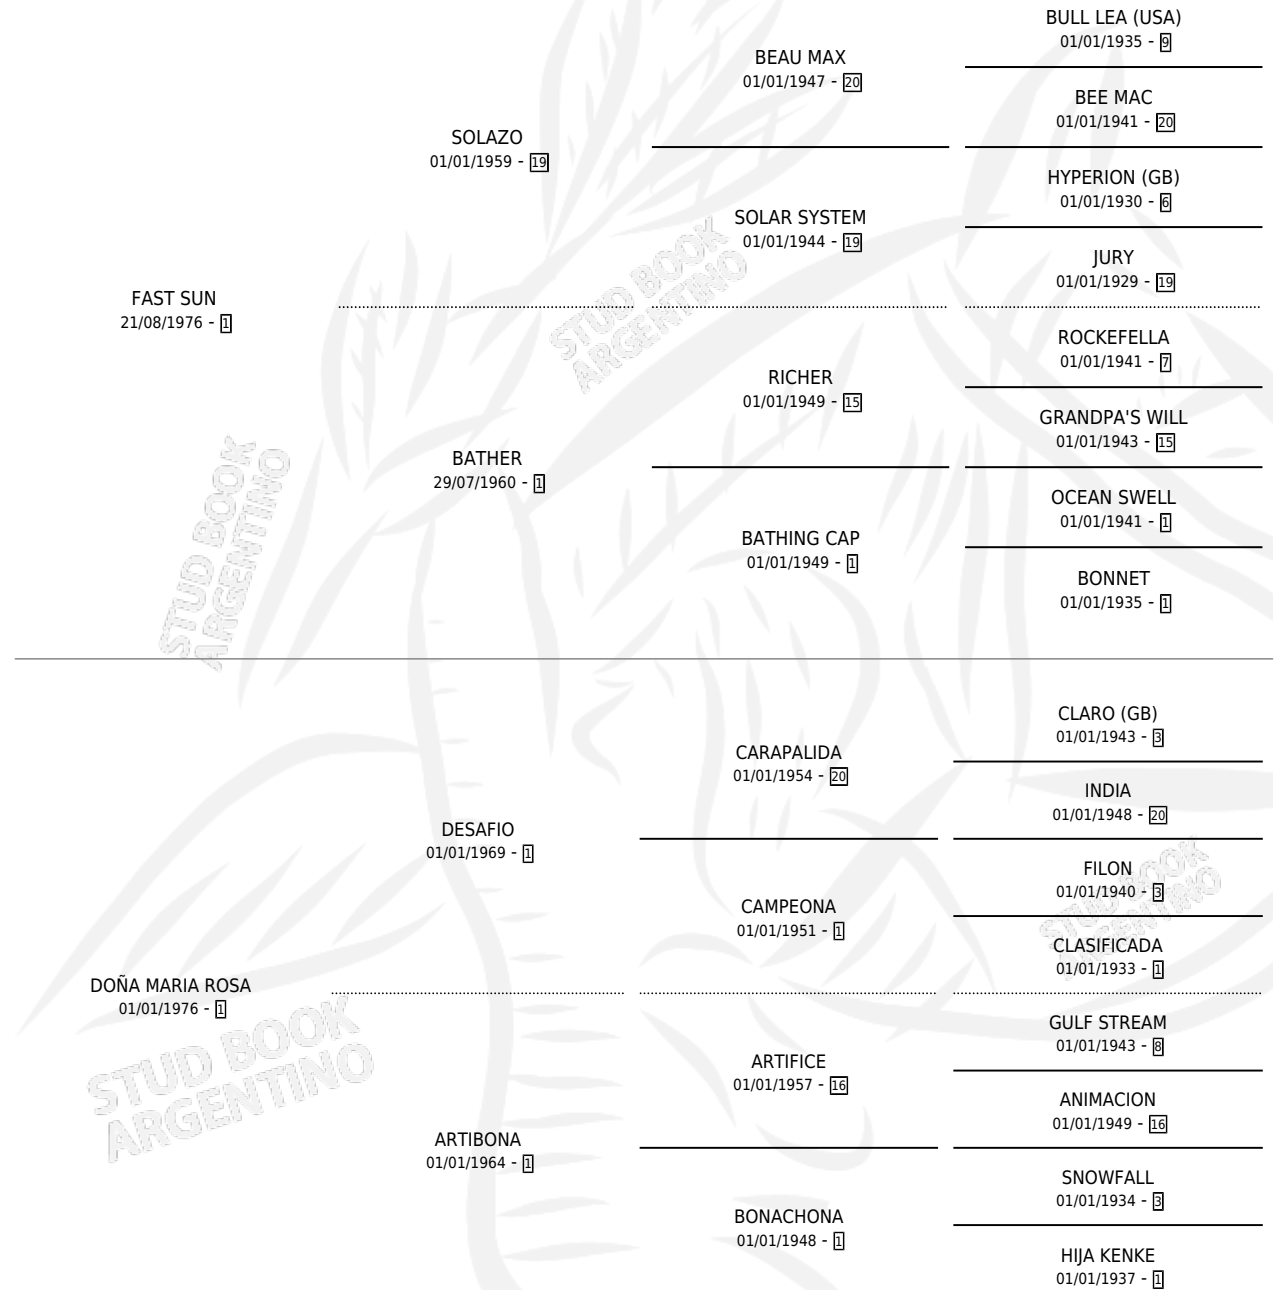 BULL LEA (USA)
01/01/1935 - 9
BEAU MAX
01/01/1947 - 20
BEE MAC
01/01/1941 - 20
SOLAZO
01/01/1959 - 19
HYPERION (GB)
01/01/1930 - 6
SOLAR SYSTEM
01/01/1944 - 19
JURY
01/01/1929 - 19
FAST SUN
21/08/1976 - 1
STUD BOOK
ARGENTINO
ROCKEFELLA
01/01/1941 - 7
RICHER
01/01/1949 - 15
GRANDPA'S WILL
01/01/1943 - 15
BATHER
29/07/1960 - 1
OCEAN SWELL
01/01/1941 - 1
BATHING CAP
01/01/1949 - 1
BONNET
01/01/1935 - 1
STUD BOOK
ARGENTINO
CLARO (GB)
01/01/1943 - 3
CARAPALIDA
01/01/1954 - 20
INDIA
01/01/1948 - 20
DESAFIO
01/01/1969 - 1
FILON
01/01/1940 - 3
CAMPEONA
01/01/1951 - 1
STUD BOOK
ARGENTINO
CLASIFICADA
01/01/1933 - 1
DOÑA MARIA ROSA
01/01/1976 - 1
GULF STREAM
01/01/1943 - 8
ARTIFICE
01/01/1957 - 16
ANIMACION
01/01/1949 - 16
STUD BOOK
ARGENTINO
ARTIBONA
01/01/1964 - 1
SNOWFALL
01/01/1934 - 3
BONACHONA
01/01/1948 - 1
HIJA KENKE
01/01/1937 - 1